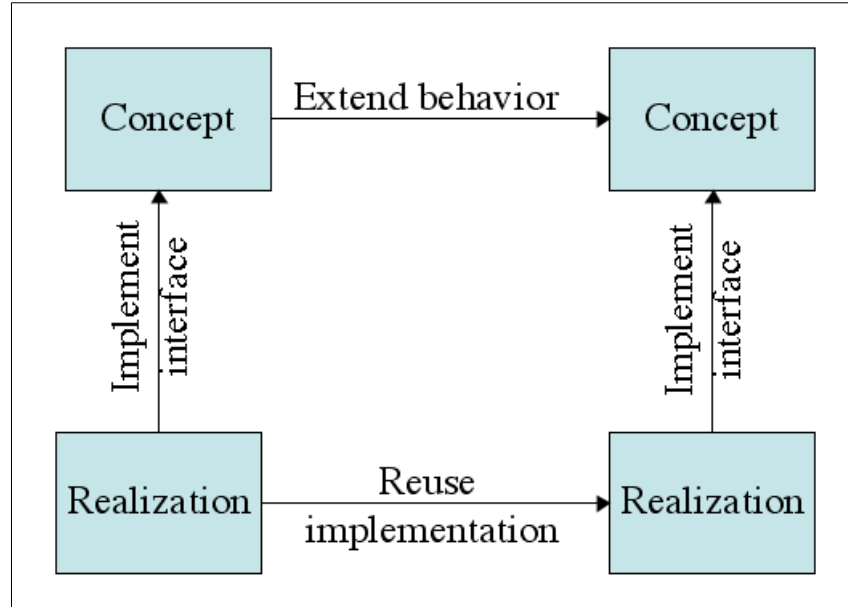 Concept
Extend behavior
Concept
Implement
interface
Implement
interface
Realization
Reuse
implementation
Realization